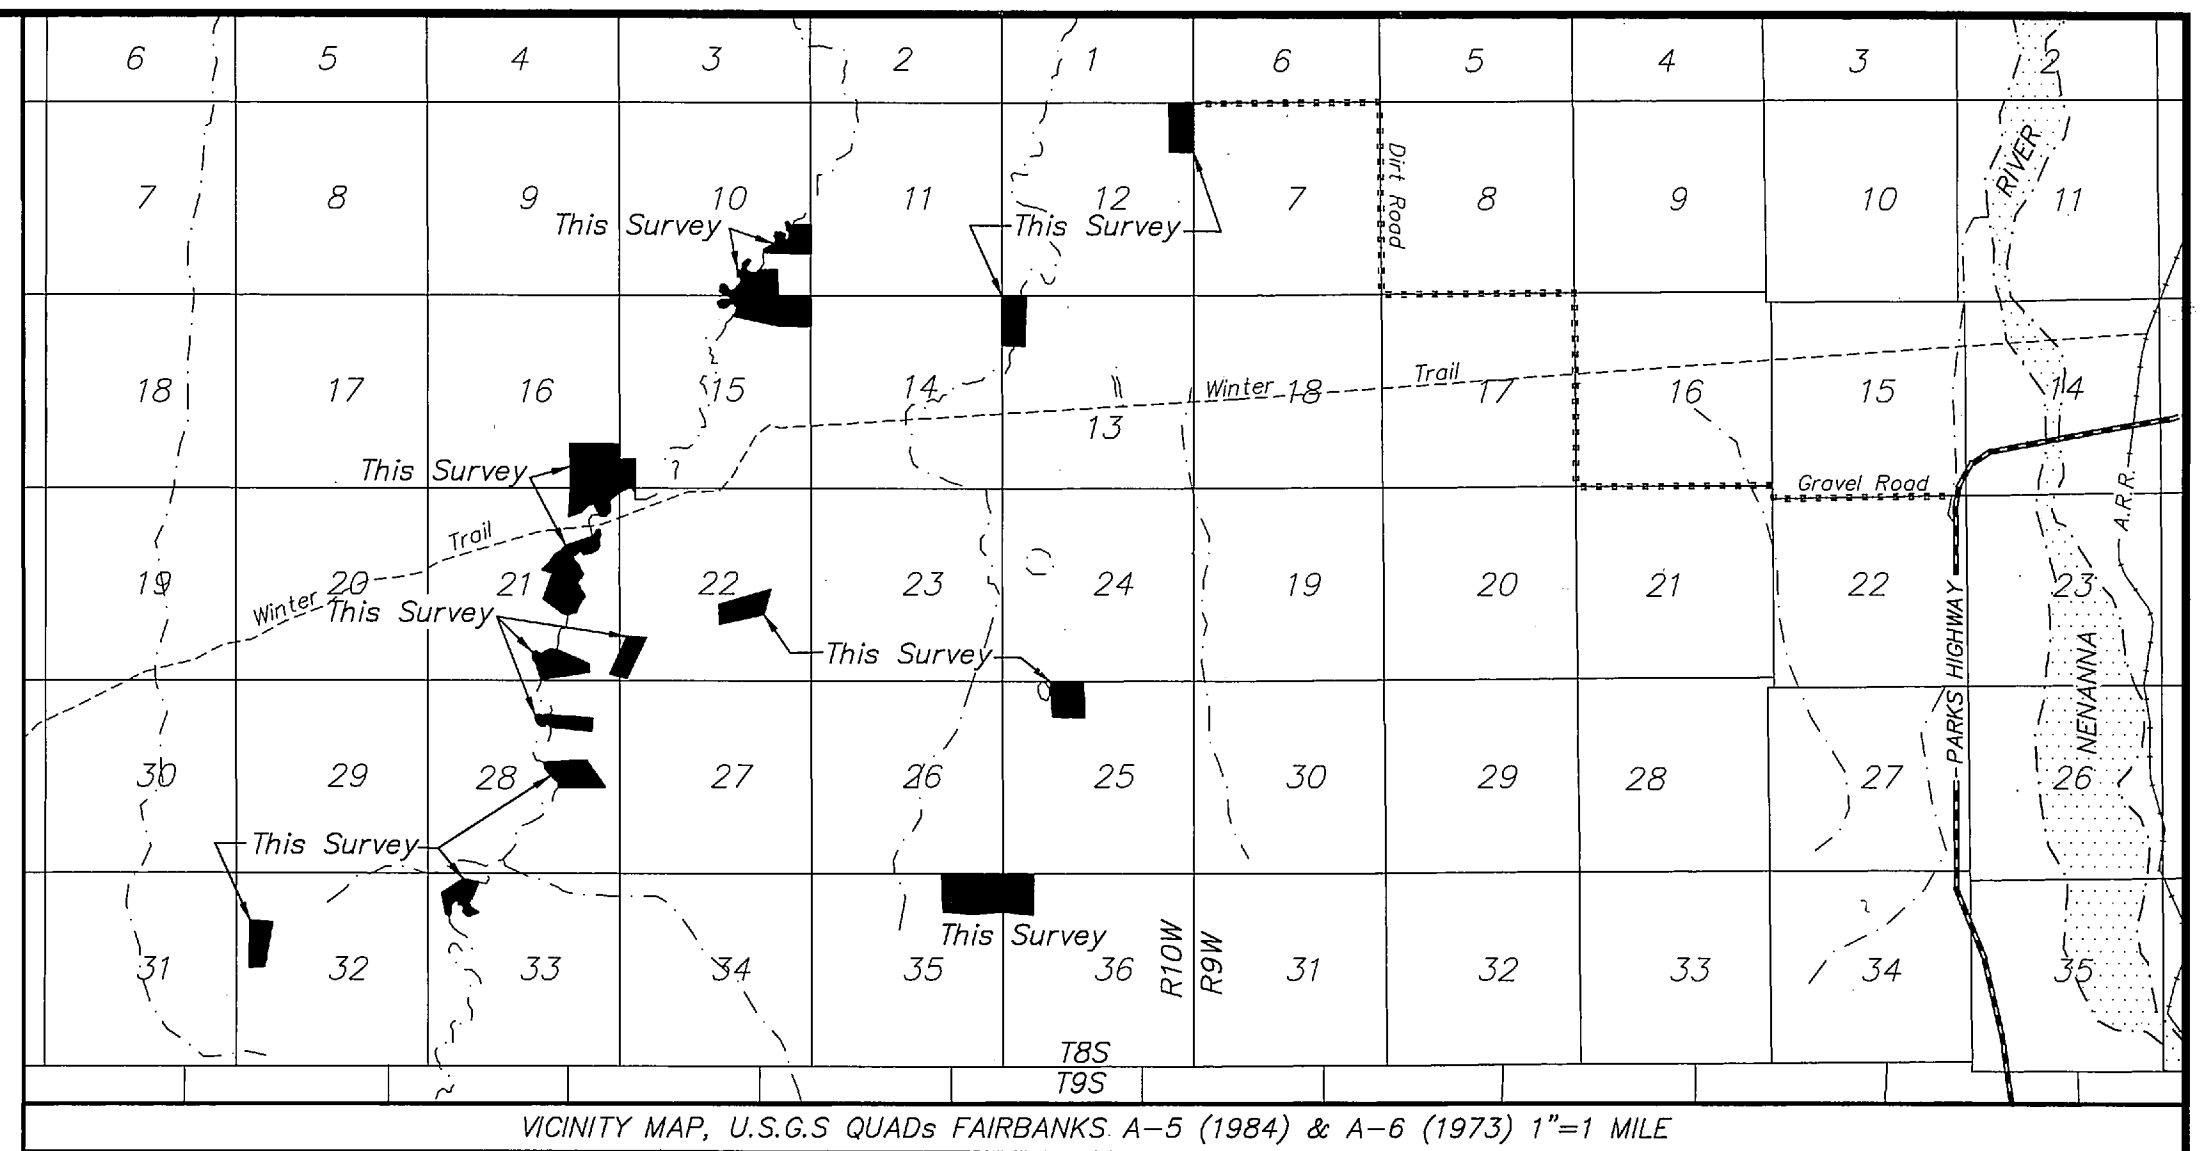 6 5 4 3 2 1 6 5 4 3 2
7 8 9 10 11 12 7 8 9 10 11
This Survey
This Survey
Dirt Road
RIVER
18 17 16 15 14 13 18 17 16 15 14
Winter Trail
This Survey
Gravel Road
A.R.R.
Trail
19 20 21 22 23 24 19 20 21 22 23
Winter
This Survey
This Survey
PARKS HIGHWAY
NENANNA
30 29 28 27 26 25 30 29 28 27 26
This Survey
This Survey
R10W
R9W
31 32 33 34 35 36 31 32 33 34 35
T8S
T9S
VICINITY MAP, U.S.G.S QUADs FAIRBANKS. A-5 (1984) & A-6 (1973) 1"=1 MILE